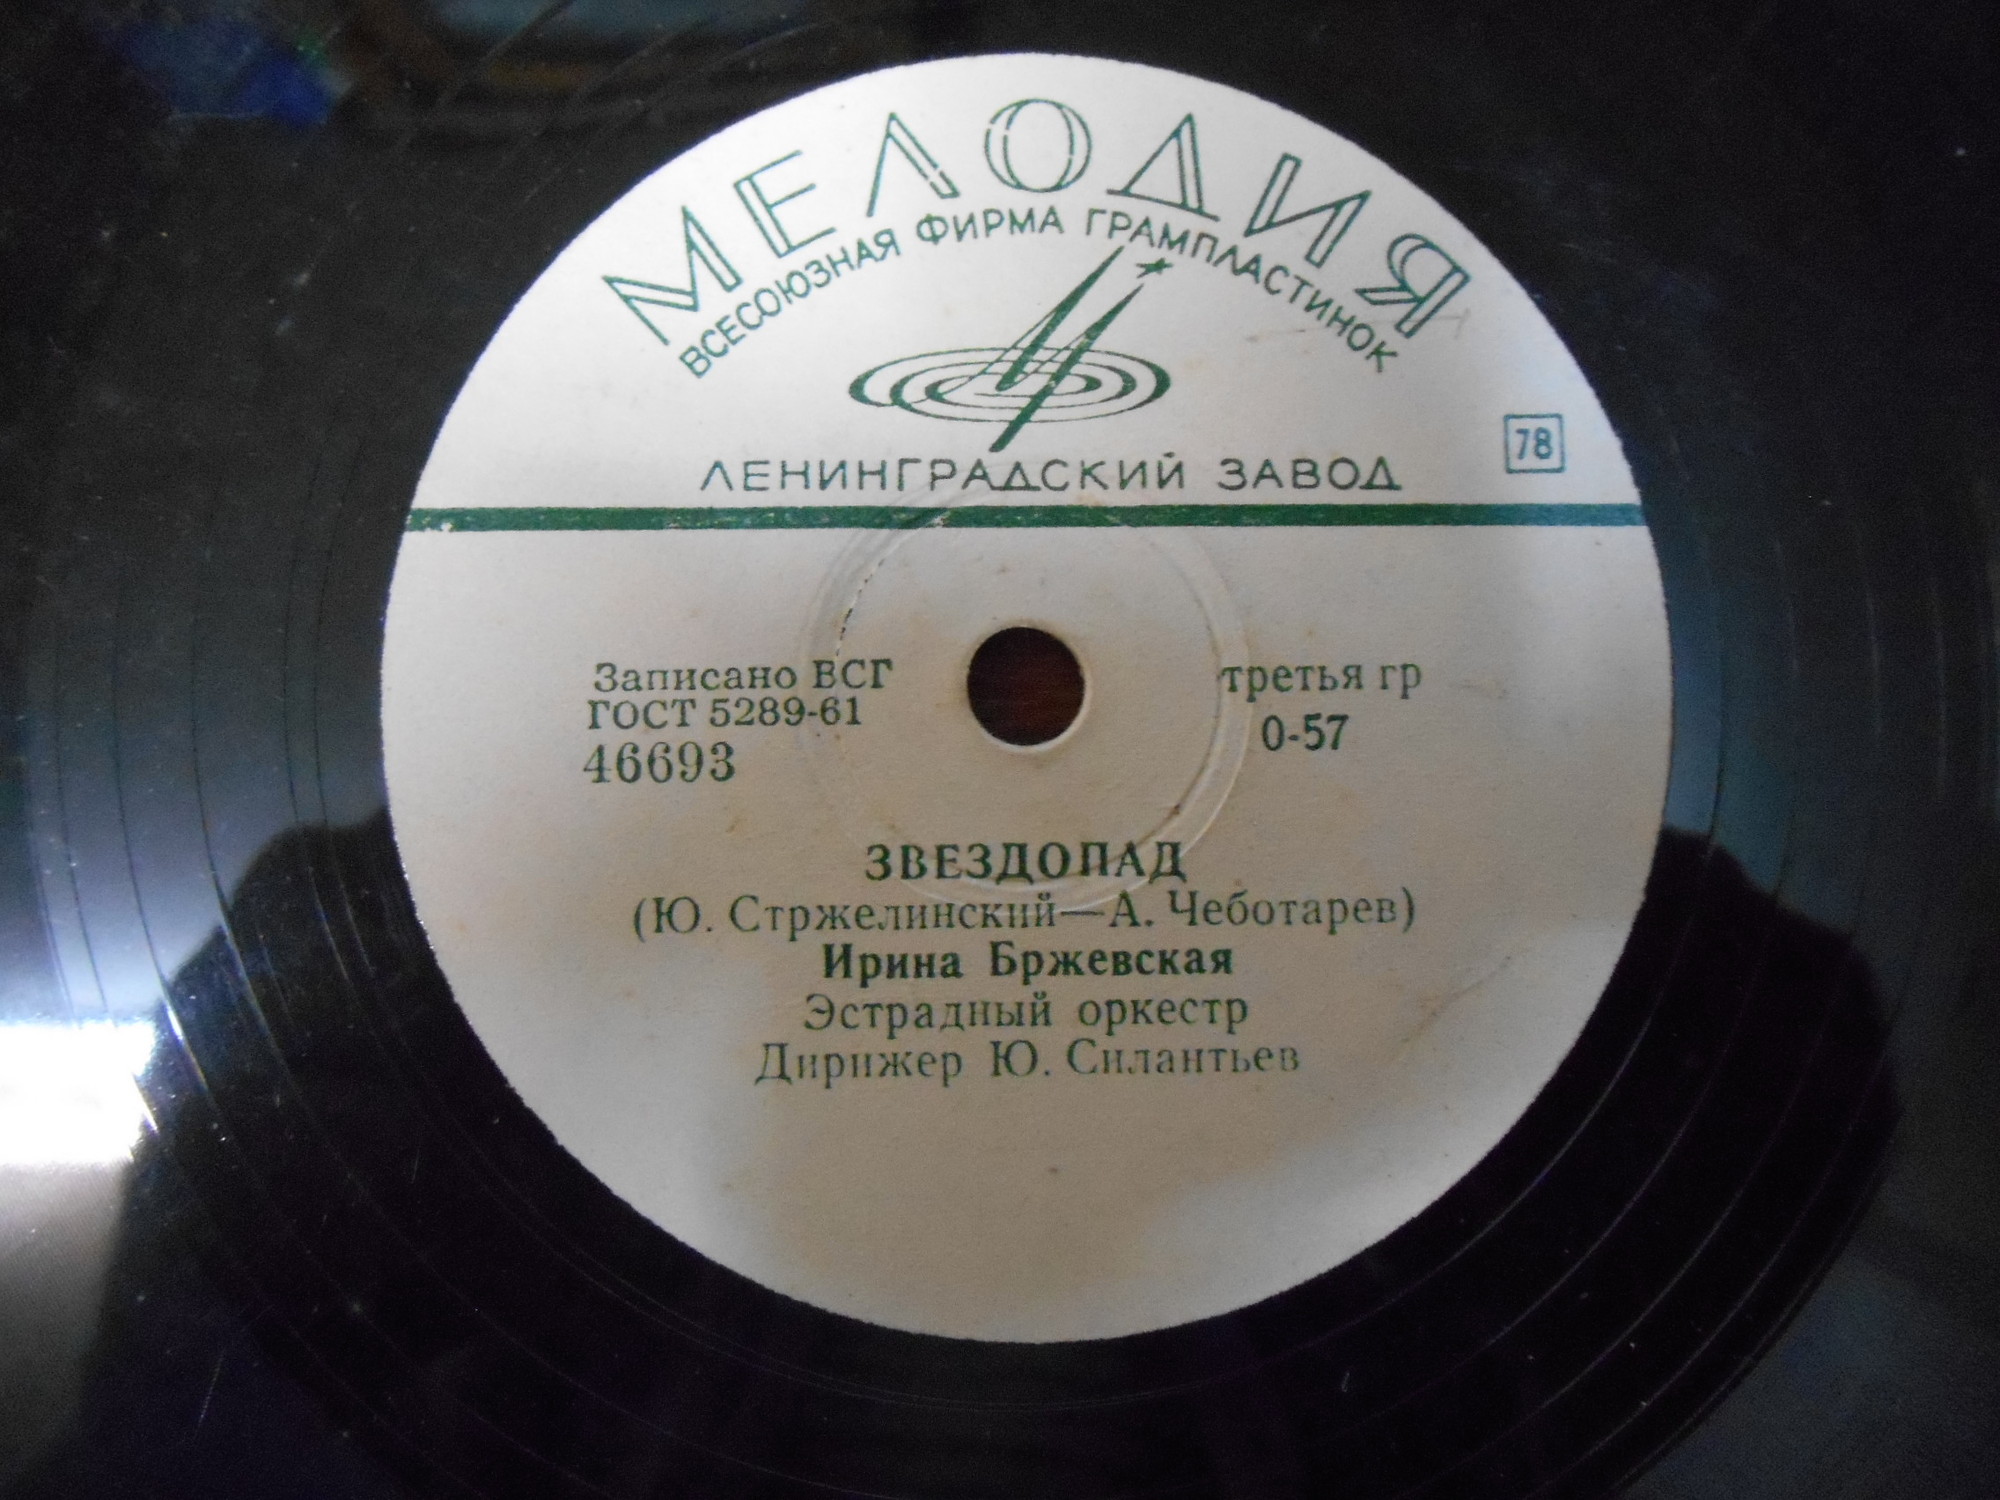 МЕЛОДИЯ
ВСЕСОЮЗНАЯ ФИРМА ГРАМПЛАСТИНОК
ЛЕНИНГРАДСКИЙ ЗАВОД
78
Записано ВСГ
ГОСТ 5289-61
46693
третья гр
0-57
ЗВЕЗДОПАД
(Ю. Стржелинский—А. Чеботарев)
Ирина Бржевская
Эстрадный оркестр
Дирижер Ю. Силантьев